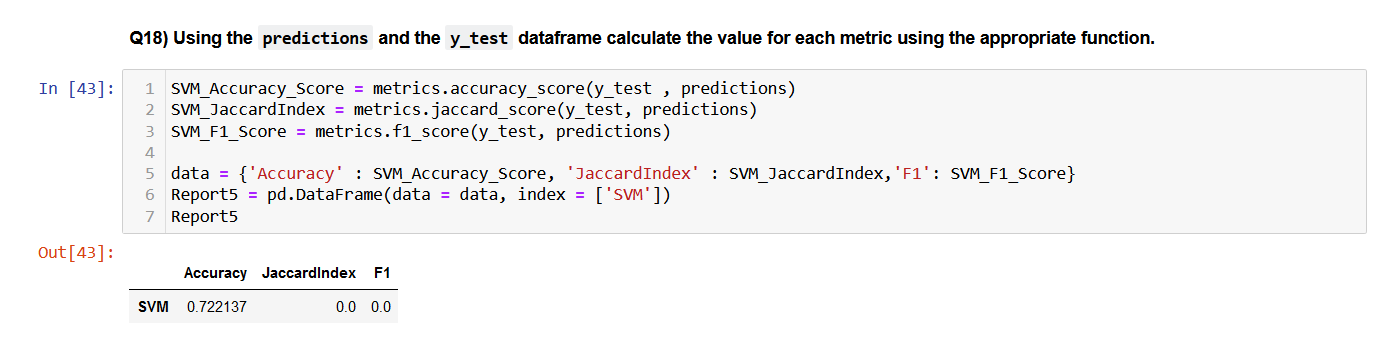 Q18) Using the predictions and the y_test dataframe calculate the value for each metric using the appropriate function.
In [43]:
1 SVM_Accuracy_Score = metrics.accuracy_score(y_test , predictions)
2 SVM_JaccardIndex = metrics.jaccard_score(y_test, predictions)
3 SVM_F1_Score = metrics.f1_score(y_test, predictions)
4
5 data = {'Accuracy' : SVM_Accuracy_Score, 'JaccardIndex' : SVM_JaccardIndex,'F1': SVM_F1_Score}
6 Report5 = pd.DataFrame(data = data, index = ['SVM'])
7 Report5
Out[43]:
Accuracy JaccardIndex F1
SVM 0.722137 0.0 0.0